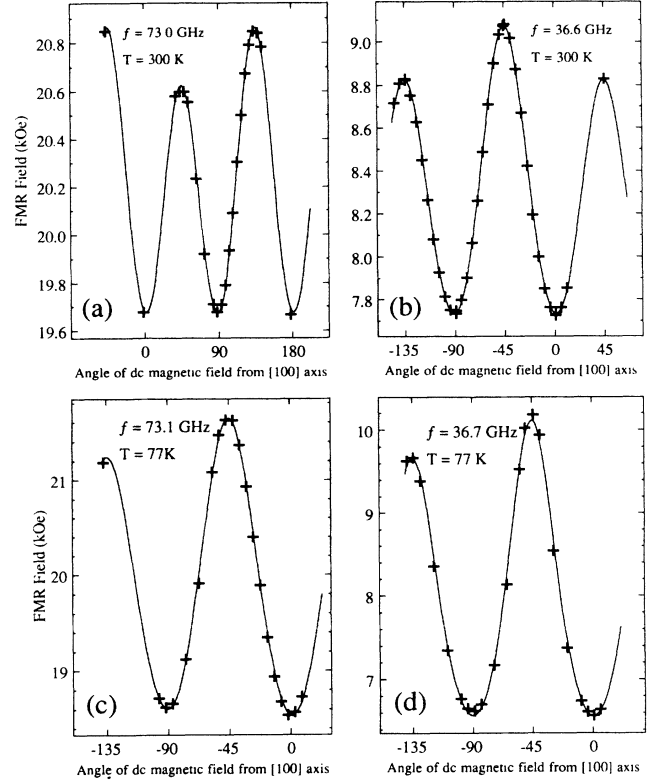 f = 73.0 GHz
T = 300 K
20.8
20.6
20.4
20.2
20.0
19.8
19.6
FMR Field (kOe)
(a)
0 90 180
Angle of dc magnetic field from [100] axis
f = 36.6 GHz
T = 300 K
9.0
8.8
8.6
8.4
8.2
8.0
7.8
(b)
-135 -90 -45 0 45
Angle of dc magnetic field from [100] axis
f = 73.1 GHz
T = 77K
21
20
19
FMR Field (kOe)
(c)
-135 -90 -45 0
Angle of dc magnetic field from [100] axis
f = 36.7 GHz
T = 77 K
10
9
8
7
6
(d)
-135 -90 -45 0
Angle of dc magnetic field from [100] axis